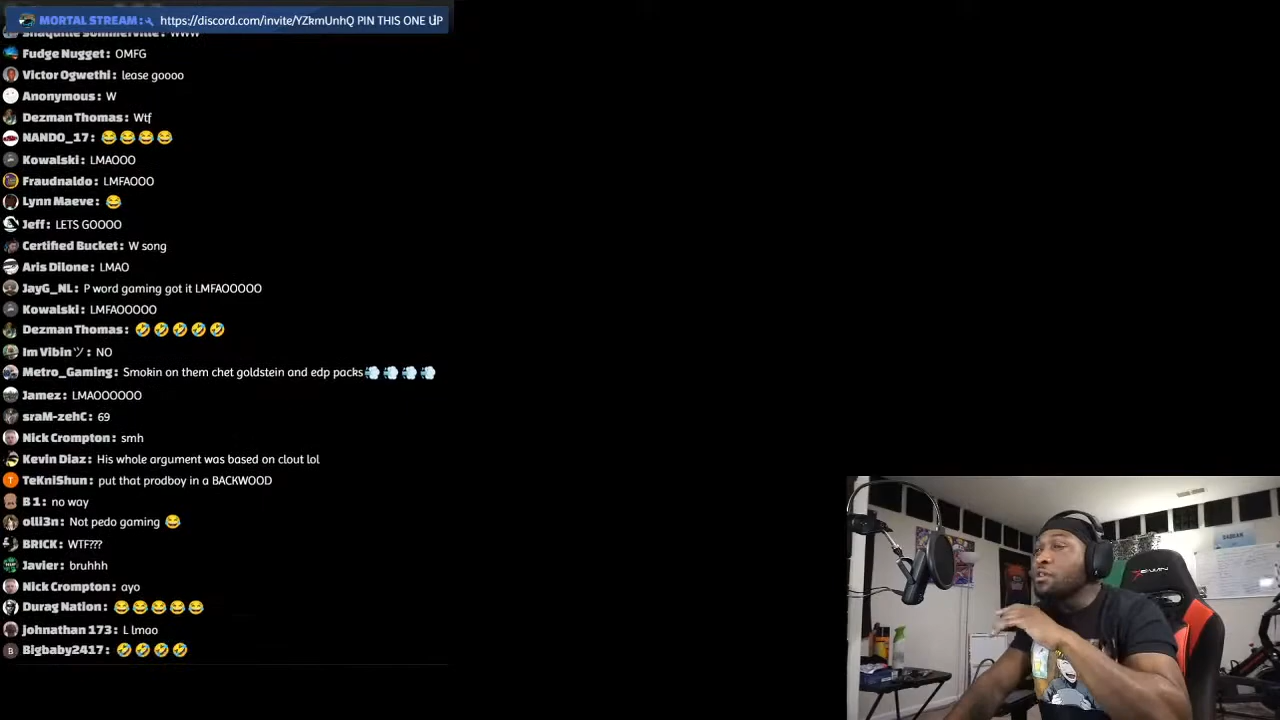 MORTAL STREAM: https://discord.com/invite/YZkmUnhQ PIN THIS ONE UP
Shaquille Sommerville: WWW
Fudge Nugget: OMFG
Victor Ogwethi: lease goooo
Anonymous: W
Dezman Thomas: Wtf
NANDO_17: 😂 😂 😂 😂
Kowalski: LMAOOO
Fraudnaldo: LMFAOOO
Lynn Maeve: 😂
Jeff: LETS GOOOO
Certified Bucket: W song
Aris Dilone: LMAO
JayG_NL: P word gaming got it LMFAOOOOO
Kowalski: LMFAOOOOO
Dezman Thomas: 🤣 🤣 🤣 🤣 🤣
Im Vibin ツ: NO
Metro_Gaming: Smokin on them chet goldstein and edp packs💨 💨 💨 💨
Jamez: LMAOOOOOO
sraM-zehC: 69
Nick Crompton: smh
Kevin Diaz: His whole argument was based on clout lol
T TeKniShun: put that prodboy in a BACKWOOD
B 1: no way
olli3n: Not pedo gaming 😂
BRICK: WTF???
Javier: bruhhh
Nick Crompton: ayo
Durag Nation: 😂 😂 😂 😂 😂
johnathan 173: L lmao
B Bigbaby2417: 🤣 🤣 🤣 🤣